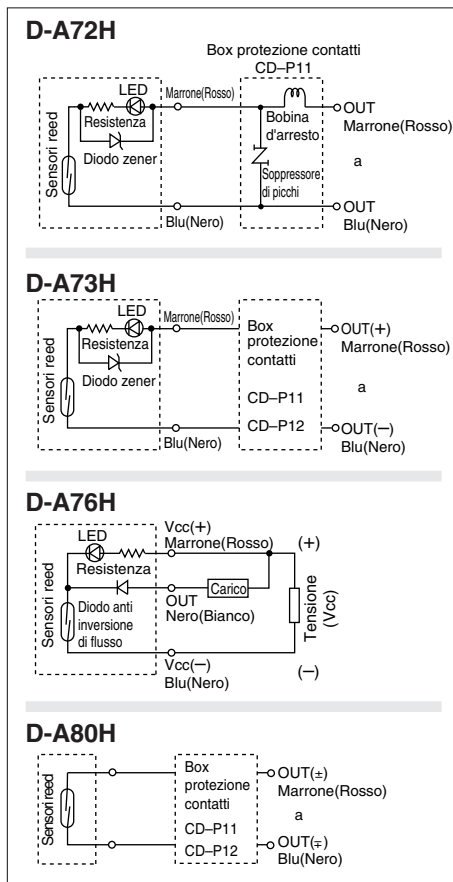 D-A72H
Box protezione contatti
CD–P11
LED
Marrone(Rosso)
OUT
Marrone(Rosso)
Resistenza
Bobina
d'arresto
Diodo zener
a
Sensori reed
Soppressore
di picchi
OUT
Blu(Nero)
Blu(Nero)
D-A73H
LED
Marrone(Rosso)
Box
protezione
contatti
OUT(+)
Marrone(Rosso)
Resistenza
Diodo zener
a
Sensori reed
CD–P11
CD–P12
OUT(–)
Blu(Nero)
Blu(Nero)
D-A76H
Vcc(+)
Marrone(Rosso)
(+)
LED
Resistenza
Carico
OUT
Nero(Bianco)
Diodo anti
inversione
di flusso
Sensori reed
Tensione
(Vcc)
Vcc(–)
Blu(Nero)
(–)
D-A80H
Box
protezione
contatti
OUT(±)
Marrone(Rosso)
Sensori reed
a
CD–P11
CD–P12
OUT(∓)
Blu(Nero)